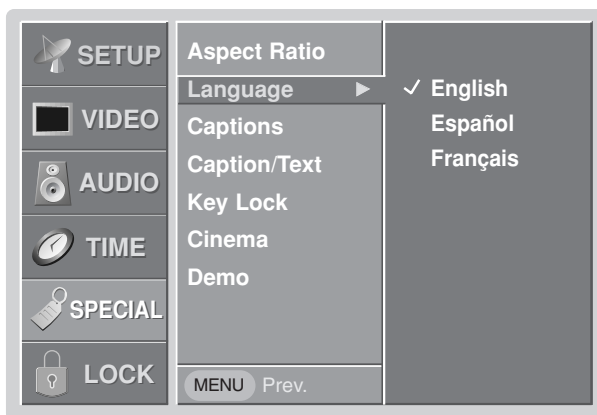 SETUP
VIDEO
AUDIO
TIME
SPECIAL
LOCK
Aspect Ratio
Language
Captions
Caption/Text
Key Lock
Cinema
Demo
MENU Prev.
✓ English
Español
Français